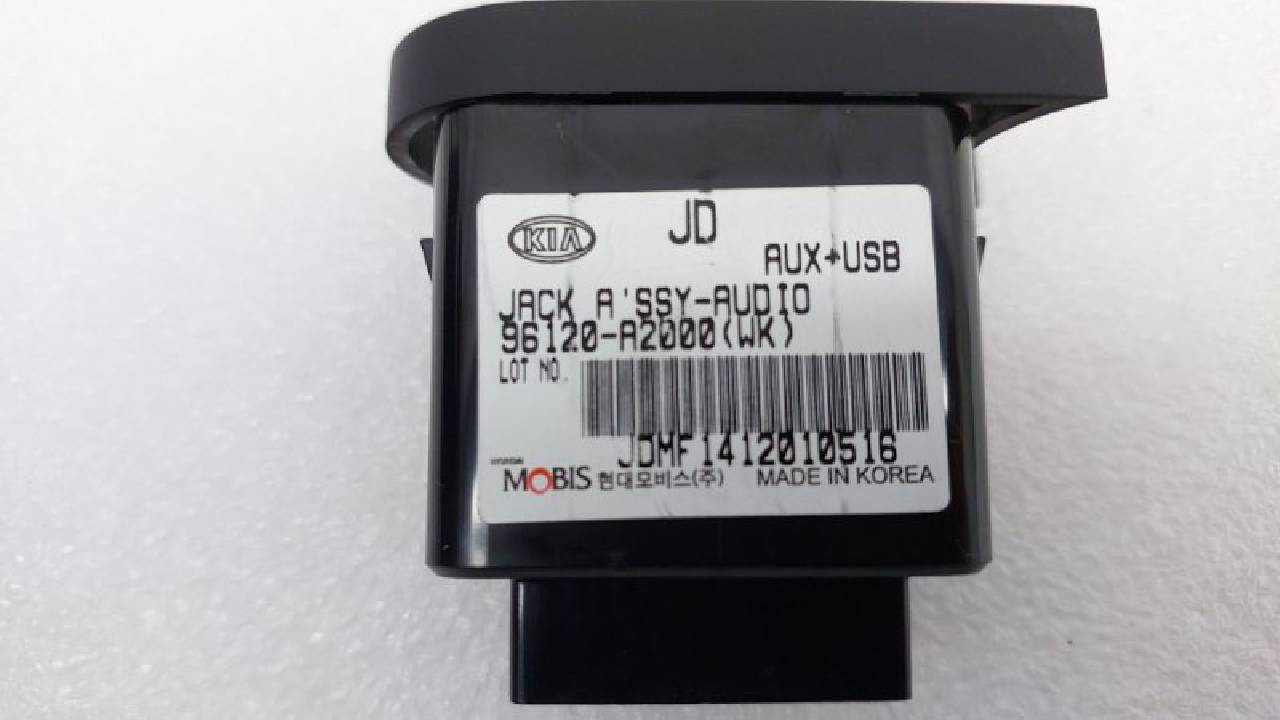 KIA JD
AUX+USB
JACK A'SSY-AUDIO
96120-A2000(WK)
LOT NO.
JDMF1412010516
HYUNDAI
MOBIS 현대모비스(주) MADE IN KOREA